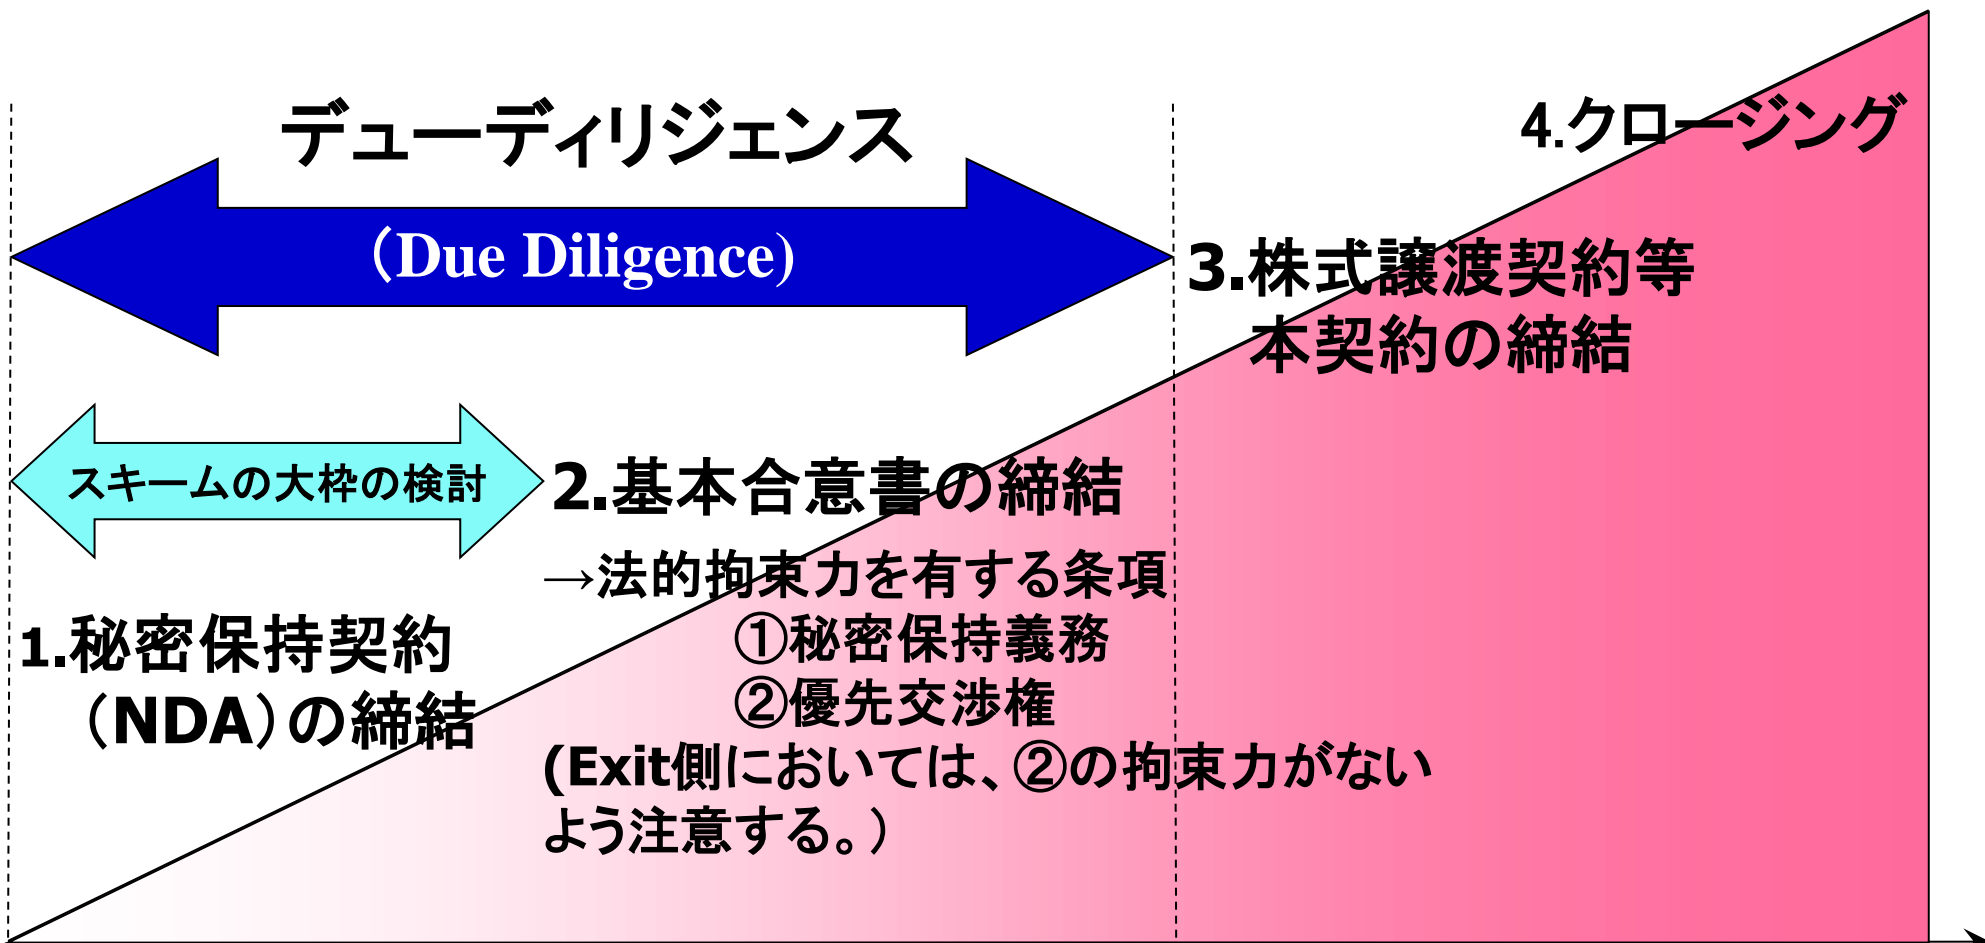 デューディリジェンス
（Due Diligence)
4.クロージング
3.株式譲渡契約等
本契約の締結
スキームの大枠の検討
2.基本合意書の締結
→法的拘束力を有する条項
①秘密保持義務
②優先交渉権
(Exit側においては、②の拘束力がない
よう注意する。）
1.秘密保持契約
（NDA）の締結